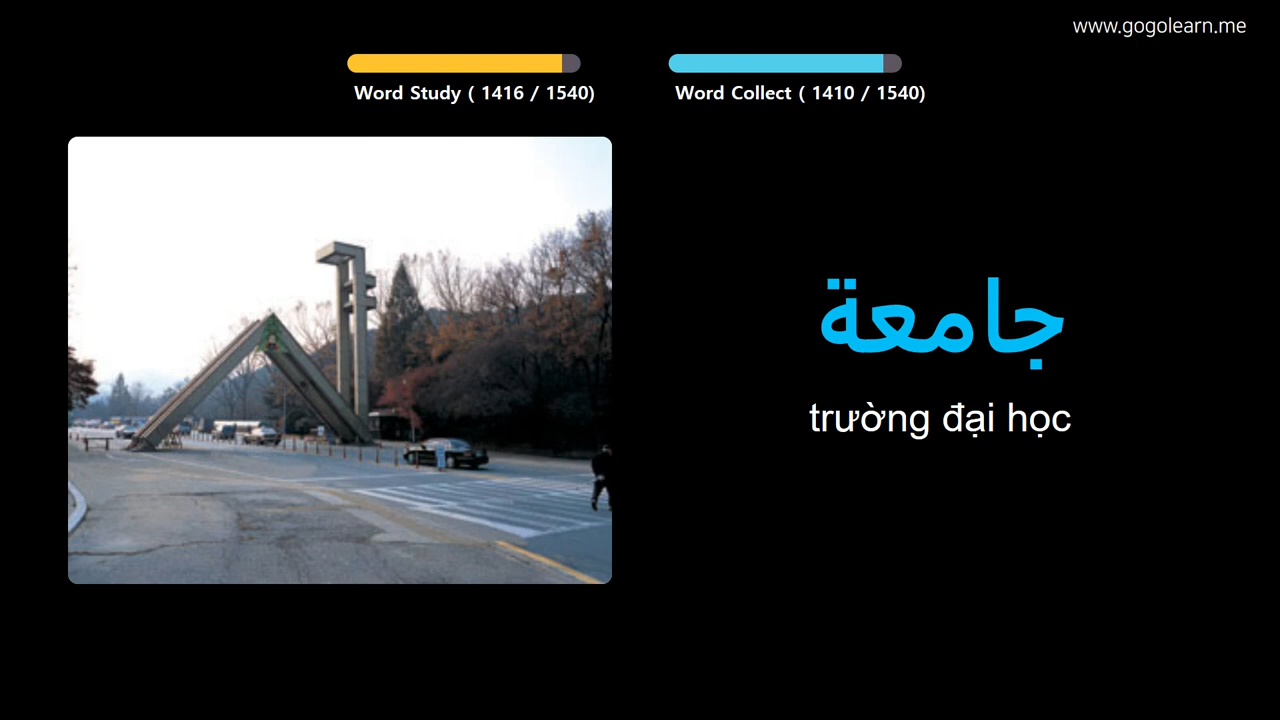 www.gogolearn.me
Word Study ( 1416 / 1540)
Word Collect ( 1410 / 1540)
جامعة
trường đại học